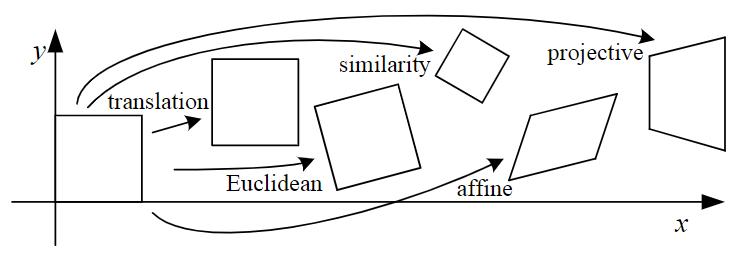 y
similarity
projective
translation
Euclidean
affine
x